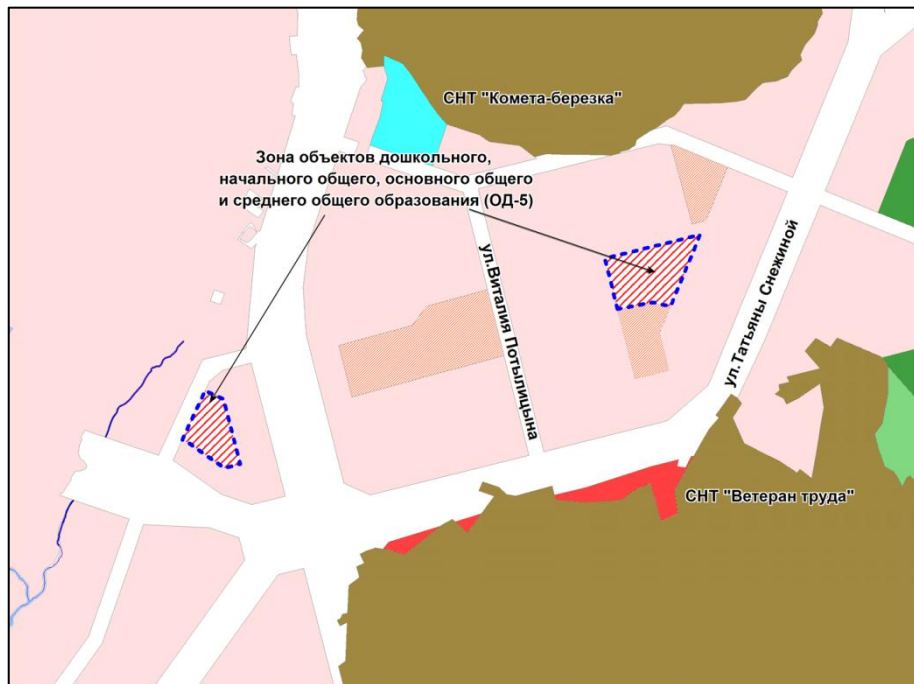 СНТ "Комета-березка"
Зона объектов дошкольного,
начального общего, основного общего
и среднего общего образования (ОД-5)
ул.Виталия Потылицына
ул.Татьяны Снежиной
СНТ "Ветеран труда"